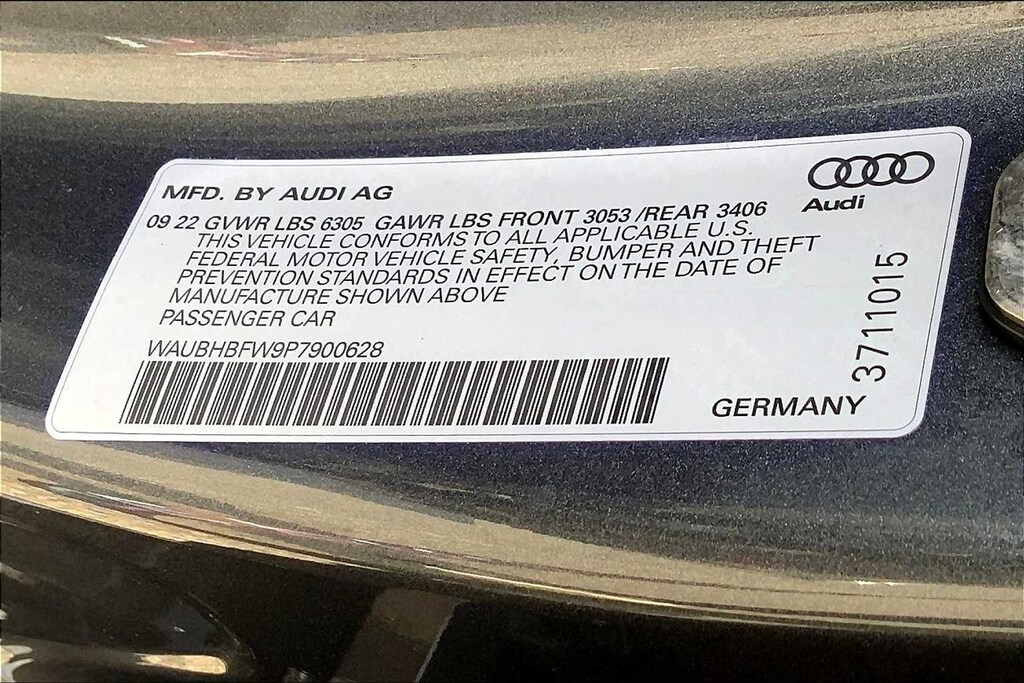 MFD. BY AUDI AG
Audi
09 22 GVWR LBS 6305 GAWR LBS FRONT 3053 /REAR 3406
THIS VEHICLE CONFORMS TO ALL APPLICABLE U.S.
FEDERAL MOTOR VEHICLE SAFETY, BUMPER AND THEFT
PREVENTION STANDARDS IN EFFECT ON THE DATE OF
MANUFACTURE SHOWN ABOVE
PASSENGER CAR
WAUBHBFW9P7900628
GERMANY
3711015